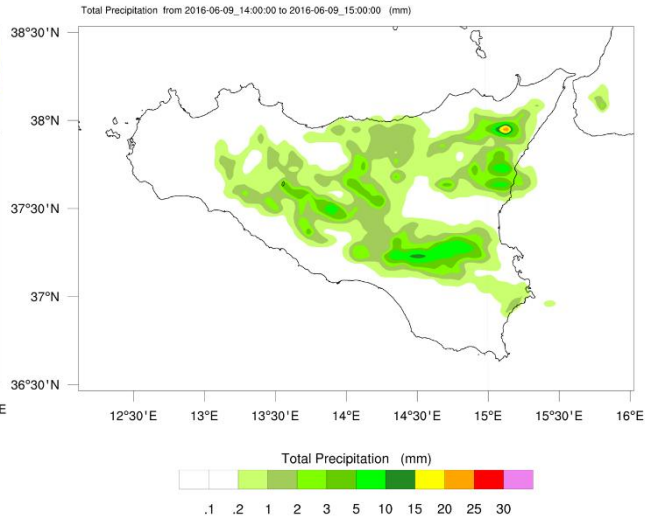 Total Precipitation from 2016-06-09_14:00:00 to 2016-06-09_15:00:00 (mm)
38°30'N
38°N
37°30'N
37°N
36°30'N
E
12°30'E 13°E 13°30'E 14°E 14°30'E 15°E 15°30'E 16°E
Total Precipitation (mm)
.1 .2 1 2 3 5 10 15 20 25 30